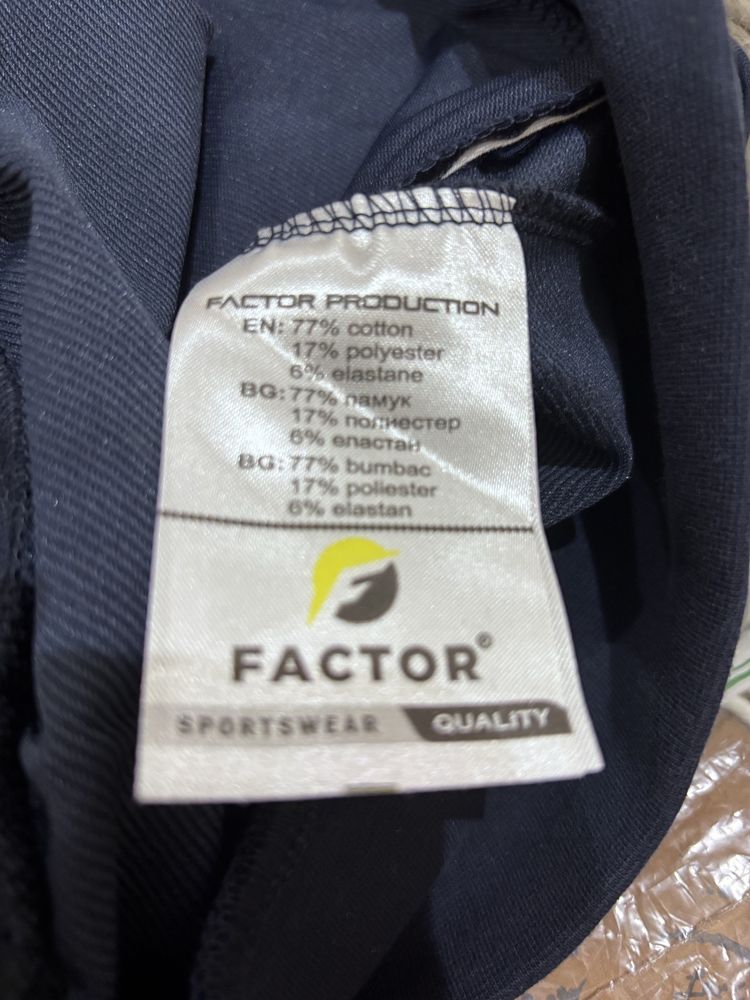 FACTOR PRODUCTION
EN: 77% cotton
17% polyester
6% elastane
BG: 77% памук
17% полиестер
6% еластан
BG: 77% bumbac
17% poliester
6% elastan
FACTOR©
SPORTSWEAR QUALITY